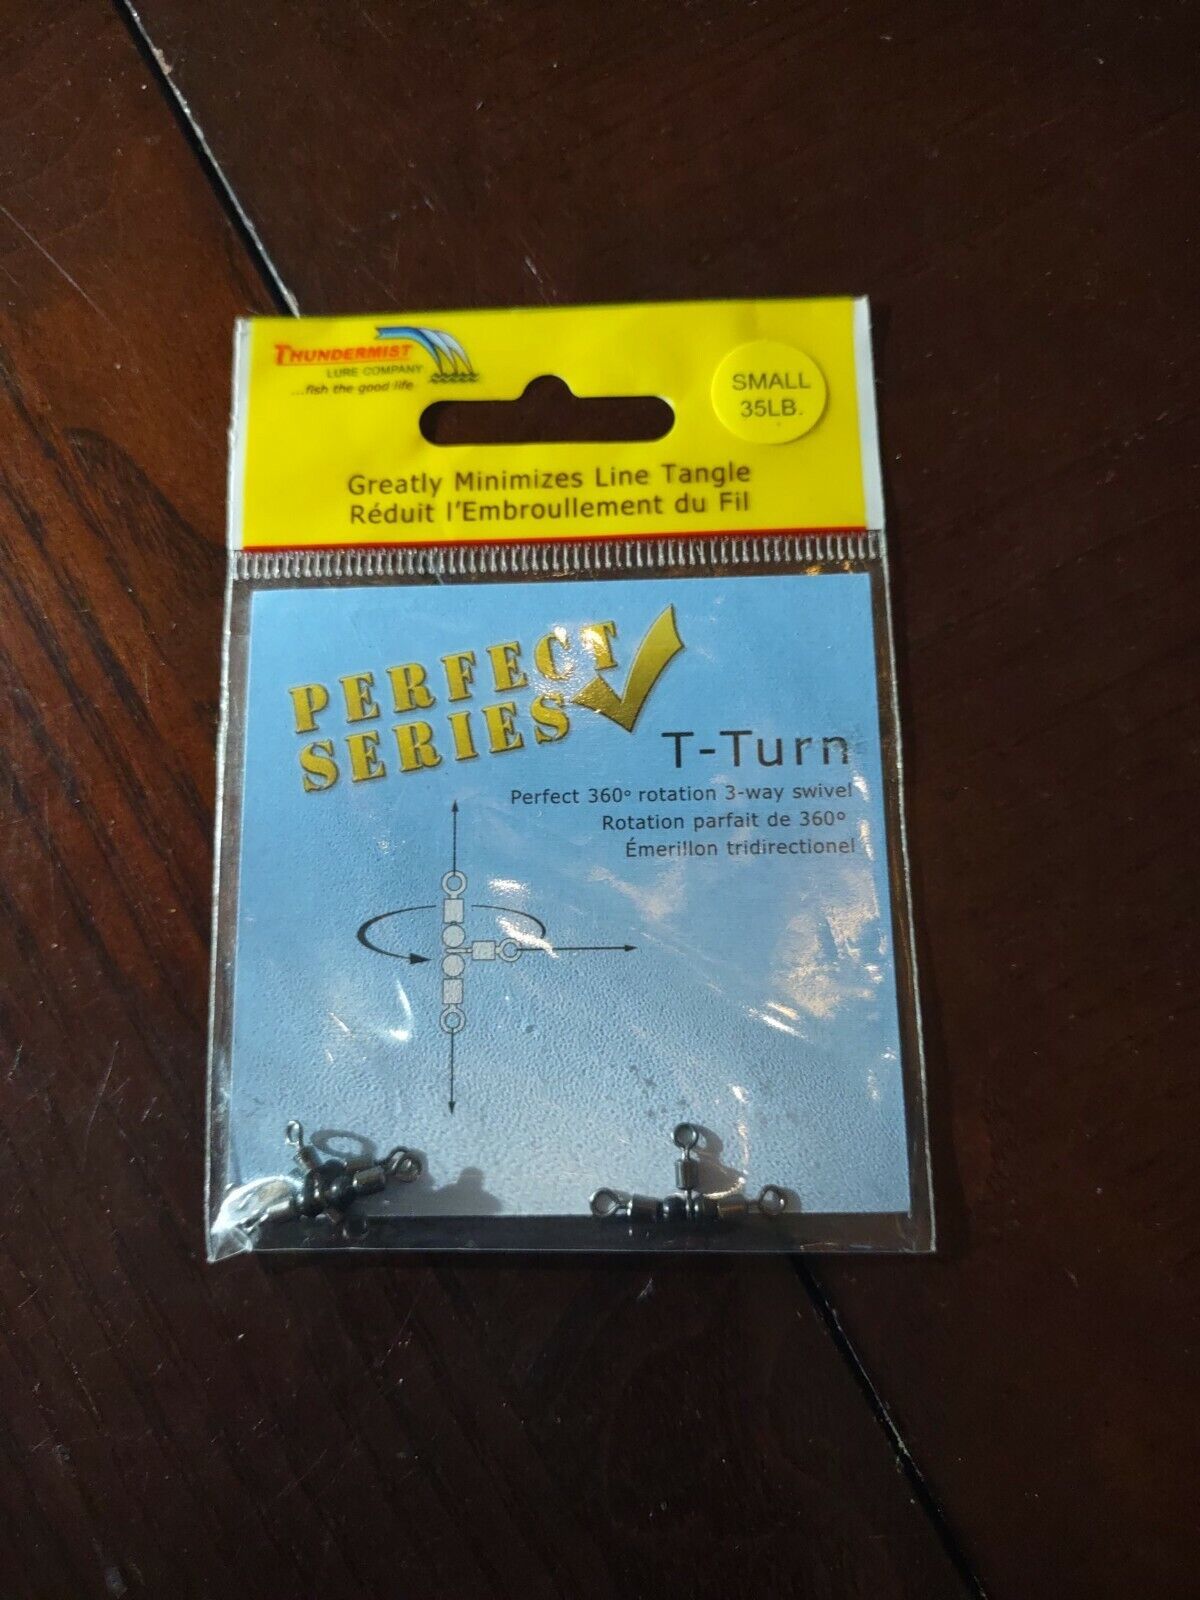 THUNDERMIST
LURE COMPANY
...fish the good life
SMALL
35LB.
Greatly Minimizes Line Tangle
Réduit l'Embroullement du Fil
PERFECT
SERIES
T-Turn
Perfect 360° rotation 3-way swivel
Rotation parfait de 360°
Émerillon tridirectionel